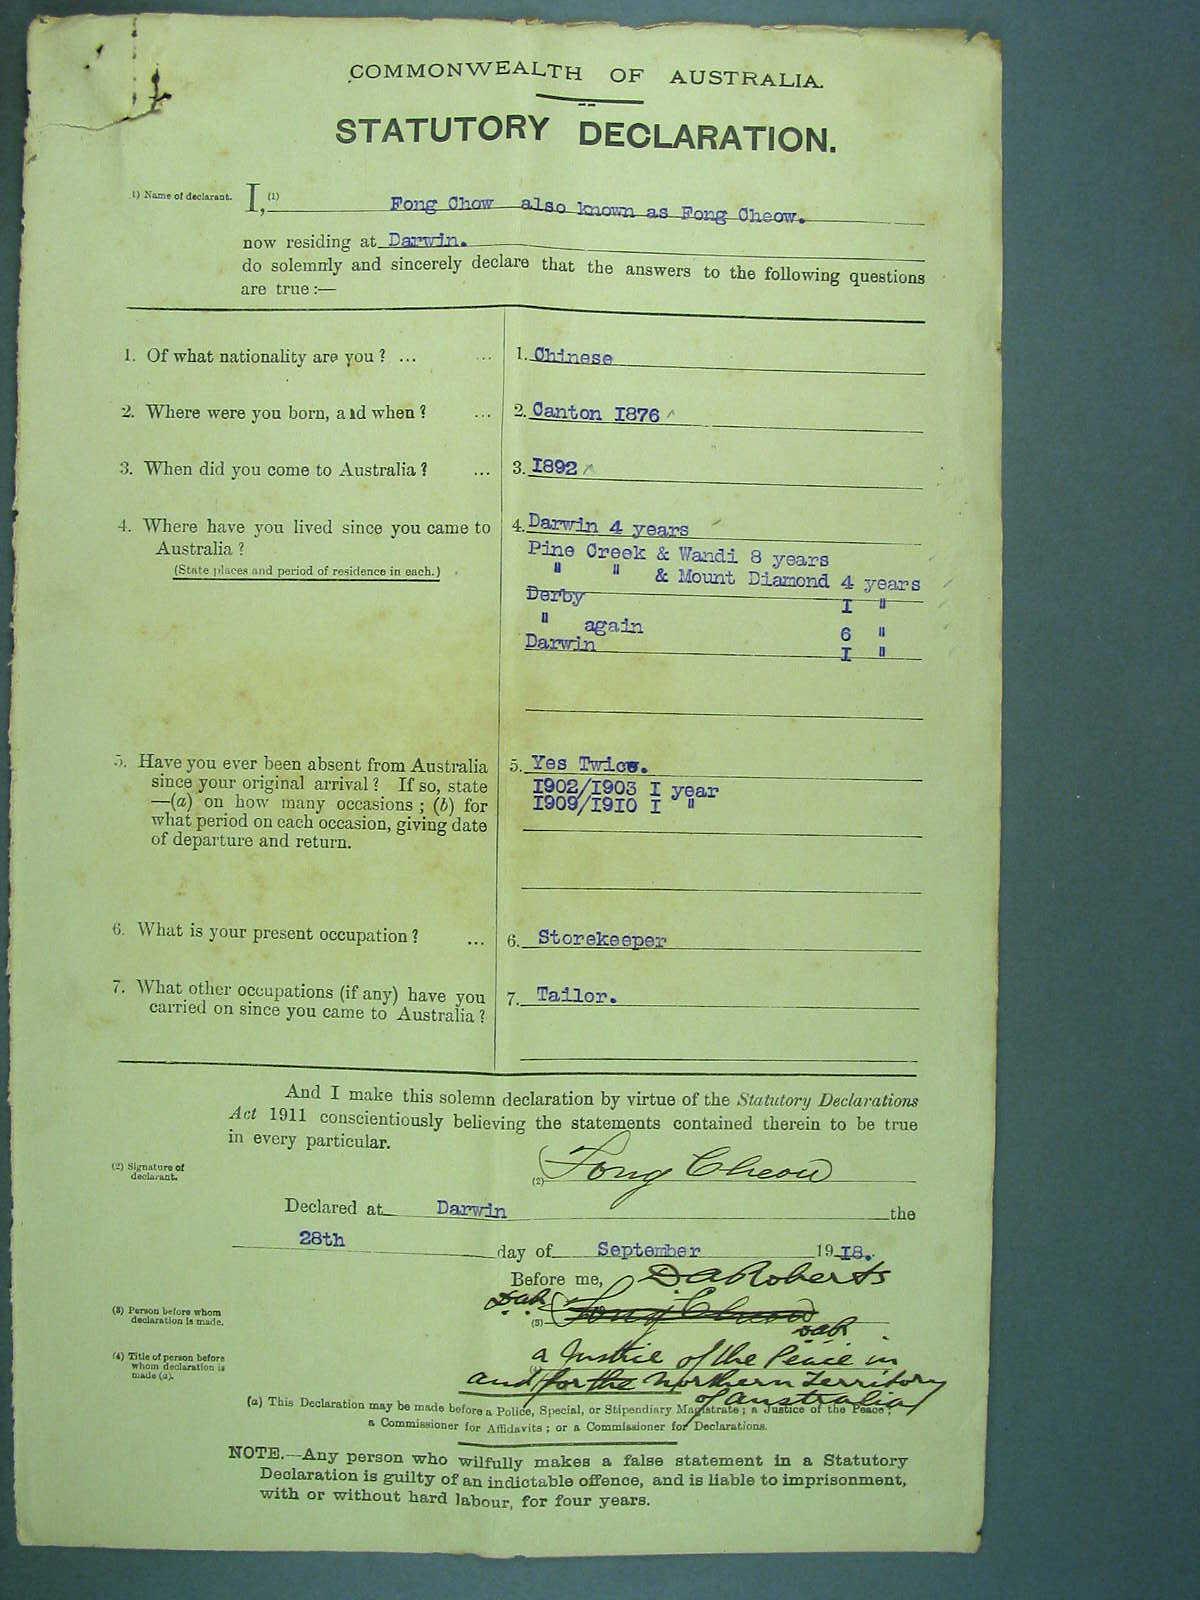 COMMONWEALTH OF AUSTRALIA.
STATUTORY DECLARATION.
1) Name of declarant. I, (1) Fong Chow also known as Fong Cheow.
now residing at Darwin.
do solemnly and sincerely declare that the answers to the following questions
are true :—
1. Of what nationality are you ? ... ... 1. Chinese
2. Where were you born, and when ? ... 2. Canton I876
3. When did you come to Australia ? ... 3. I892
4. Where have you lived since you came to
Australia ?
(State places and period of residence in each.)
4. Darwin 4 years
Pine Creek & Wandi 8 years
" " & Mount Diamond 4 years
Derby I "
" again 6 "
Darwin I "
5. Have you ever been absent from Australia
since your original arrival ? If so, state
—(a) on how many occasions ; (b) for
what period on each occasion, giving date
of departure and return.
5. Yes Twice.
I902/I903 I year
I909/I9I0 I "
6. What is your present occupation ? ... 6. Storekeeper
7. What other occupations (if any) have you
carried on since you came to Australia ?
7. Tailor.
And I make this solemn declaration by virtue of the Statutory Declarations
Act 1911 conscientiously believing the statements contained therein to be true
in every particular.
(2) Signature of
declarant.
(2) Fong Cheow
Declared at Darwin the
28th day of September 19 I8.
Before me, D A Roberts
DAR
(3) Person before whom
declaration is made.
(3) Fong Cheow
DAR
(4) Title of person before
whom declaration is
made (a).
a Justice of the Peace in
and for the Northern Territory
of Australia
(a) This Declaration may be made before a Police, Special, or Stipendiary Magistrate ; a Justice of the Peace ;
a Commissioner for Affidavits ; or a Commissioner for Declarations.
NOTE.—Any person who wilfully makes a false statement in a Statutory
Declaration is guilty of an indictable offence, and is liable to imprisonment,
with or without hard labour, for four years.